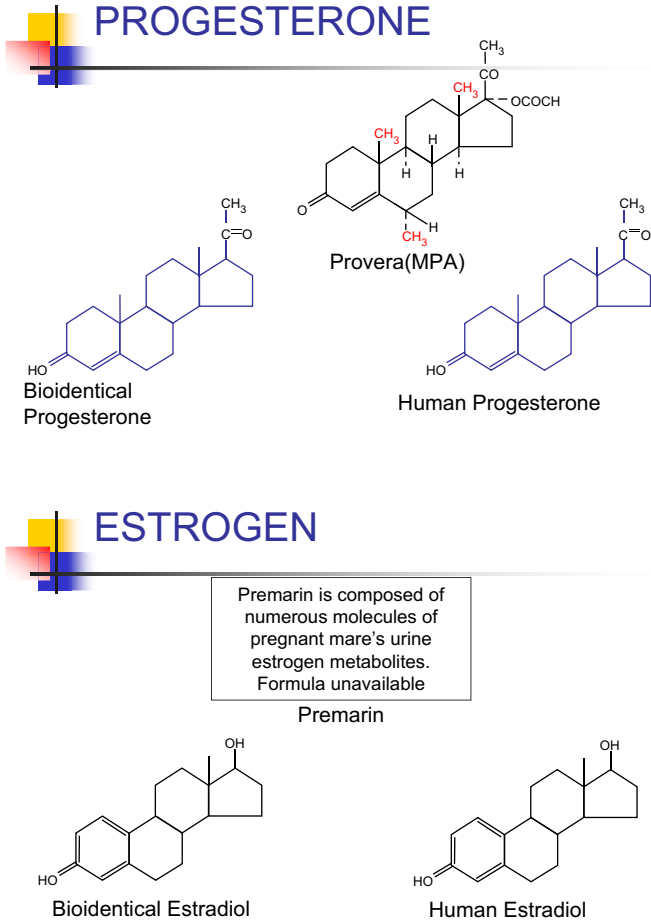 PROGESTERONE
CH3
CO
CH3
OCOCH
CH3
H
H
H
O
H
CH3
Provera(MPA)
CH3
C=O
HO
Bioidentical
Progesterone
CH3
C=O
HO
Human Progesterone
ESTROGEN
Premarin is composed of
numerous molecules of
pregnant mare's urine
estrogen metabolites.
Formula unavailable
Premarin
OH
HO
Bioidentical Estradiol
OH
HO
Human Estradiol